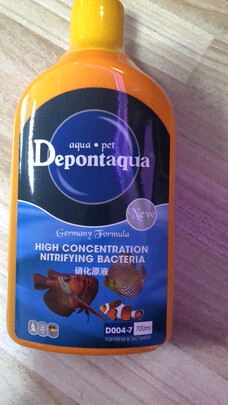 aqua • pet
Depontaqua
New
Germany Formula
HIGH CONCENTRATION
NITRIFYING BACTERIA
硝化原液
D004-7 700ml
FOR FRESH & SALT WATER